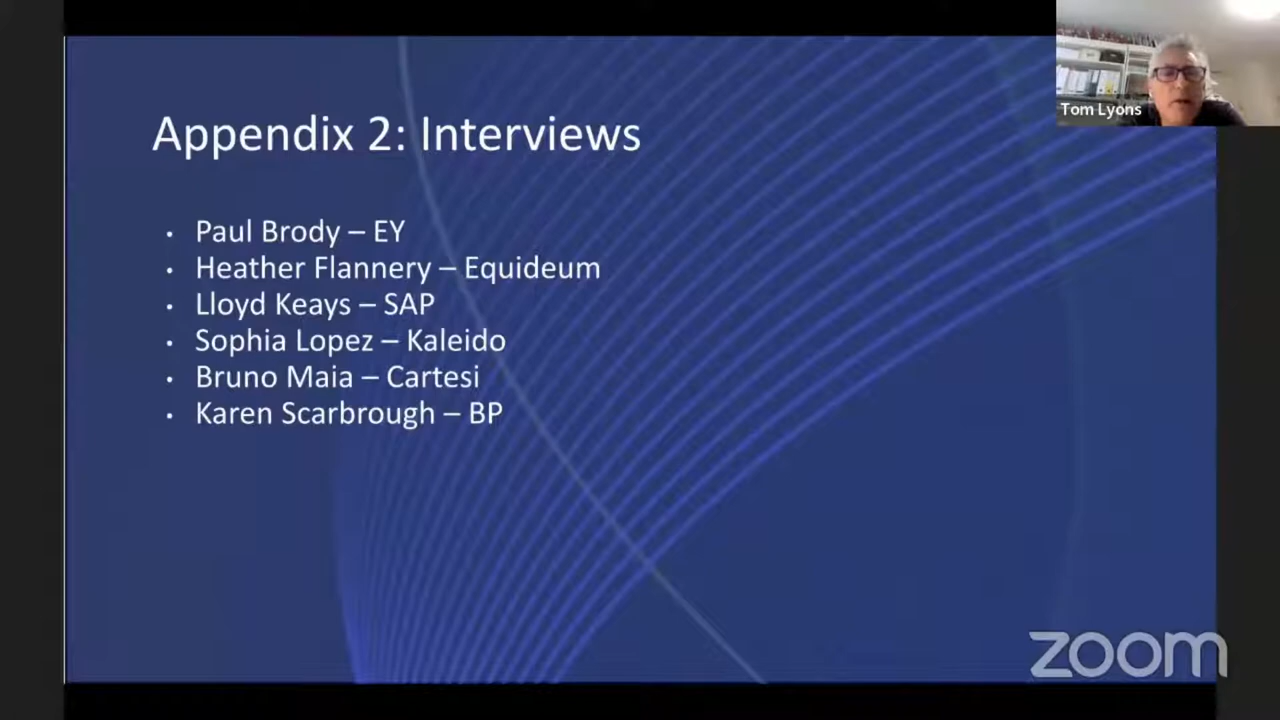 Tom Lyons
Appendix 2: Interviews
• Paul Brody – EY
• Heather Flannery – Equideum
• Lloyd Keays – SAP
• Sophia Lopez – Kaleido
• Bruno Maia – Cartesi
• Karen Scarbrough – BP
zoom